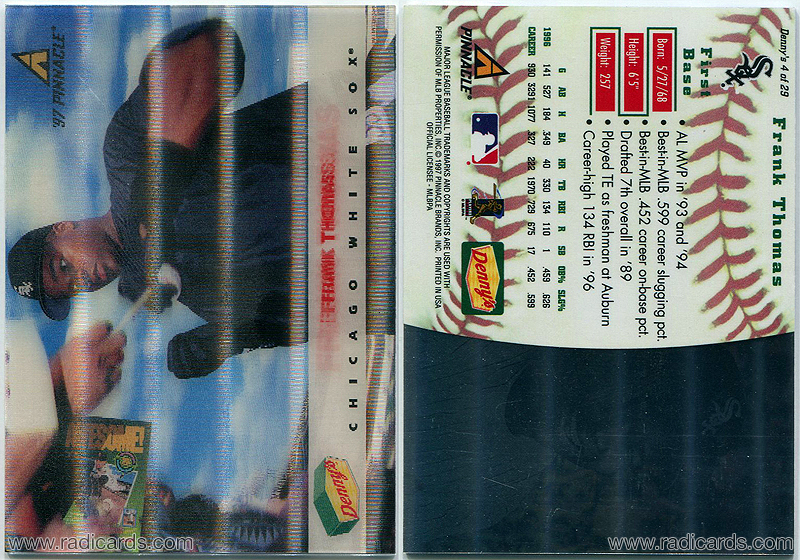 '97 PINNACLE
FRANK THOMAS
CHICAGO WHITE SOX®
Denny's
www.radicards.com
Denny's 4 of 29
Frank Thomas
First
Base
Sox
Born: 5/27/68
Height: 6'5"
Weight: 257
• AL MVP in '93 and '94
• Best-in-MLB .599 career slugging pct.
• Best-in-MLB .452 career on-base pct.
• Drafted 7th overall in '89
• Played TE as freshman at Auburn
• Career-high 134 RBI in '96
G AB H BA HR TB RBI R SB OB% SLG%
1996 141 527 184 .349 40 330 134 110 1 .459 .626
CAREER 930 3291 1077 .327 222 1970 729 675 17 .452 .599
PINNACLE®
Denny's
MAJOR LEAGUE BASEBALL TRADEMARKS AND COPYRIGHTS ARE USED WITH
PERMISSION OF MLB PROPERTIES, INC. © 1997 PINNACLE BRANDS, INC. PRINTED IN USA
OFFICIAL LICENSEE - MLBPA
www.radicards.com